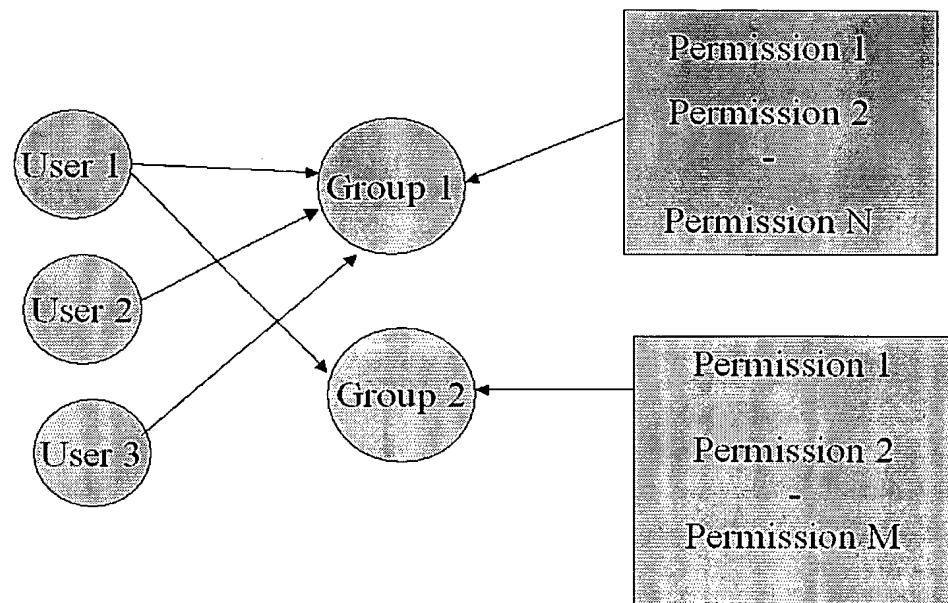 User 1
User 2
User 3
Group 1
Group 2
Permission 1
Permission 2
-
Permission N
Permission 1
Permission 2
-
Permission M